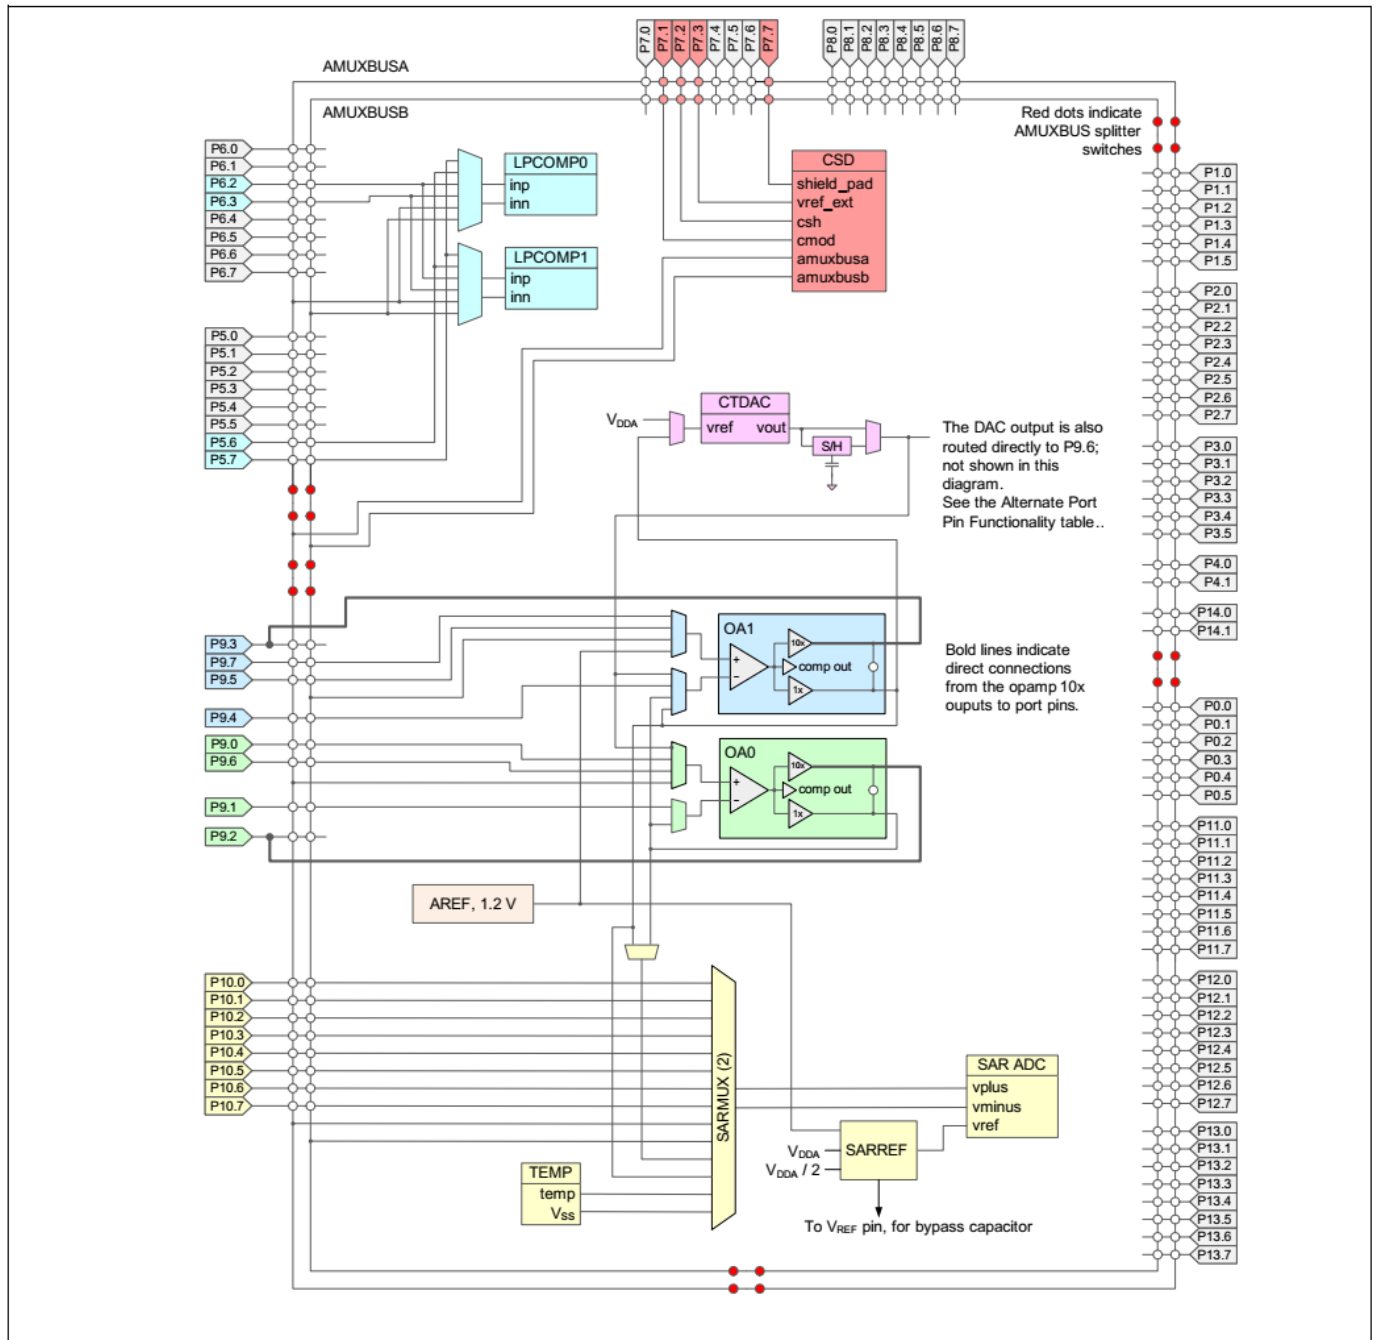 P7.0
P7.1
P7.2
P7.3
P7.4
P7.5
P7.6
P7.7
P8.0
P8.1
P8.2
P8.3
P8.4
P8.5
P8.6
P8.7
AMUXBUSA
AMUXBUSB
Red dots indicate
AMUXBUS splitter
switches
P6.0
P6.1
P6.2
P6.3
P6.4
P6.5
P6.6
P6.7
LPCOMP0
inp
inn
LPCOMP1
inp
inn
CSD
shield_pad
vref_ext
csh
cmod
amuxbusa
amuxbusb
P1.0
P1.1
P1.2
P1.3
P1.4
P1.5
P2.0
P2.1
P2.2
P2.3
P2.4
P2.5
P2.6
P2.7
P5.0
P5.1
P5.2
P5.3
P5.4
P5.5
P5.6
P5.7
VDDA
CTDAC
vref vout
S/H
The DAC output is also
routed directly to P9.6;
not shown in this
diagram.
See the Alternate Port
Pin Functionality table..
P3.0
P3.1
P3.2
P3.3
P3.4
P3.5
P4.0
P4.1
P14.0
P14.1
P9.3
P9.7
P9.5
P9.4
P9.0
P9.6
P9.1
P9.2
OA1
+
−
10x
comp out
1x
Bold lines indicate
direct connections
from the opamp 10x
ouputs to port pins.
OA0
+
−
10x
comp out
1x
P0.0
P0.1
P0.2
P0.3
P0.4
P0.5
P11.0
P11.1
P11.2
P11.3
P11.4
P11.5
P11.6
P11.7
AREF, 1.2 V
P10.0
P10.1
P10.2
P10.3
P10.4
P10.5
P10.6
P10.7
SARMUX (2)
SAR ADC
vplus
vminus
vref
P12.0
P12.1
P12.2
P12.3
P12.4
P12.5
P12.6
P12.7
VDDA
VDDA / 2
SARREF
TEMP
temp
VSS
To VREF pin, for bypass capacitor
P13.0
P13.1
P13.2
P13.3
P13.4
P13.5
P13.6
P13.7